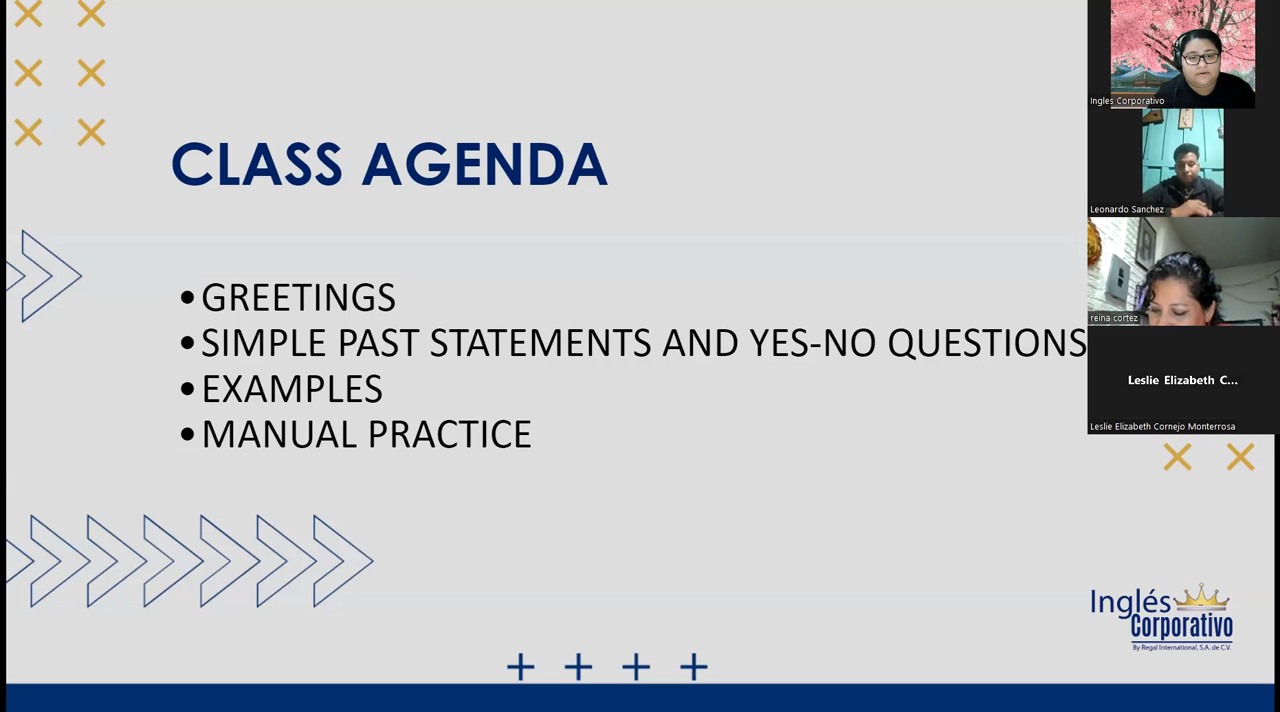 CLASS AGENDA
•GREETINGS
•SIMPLE PAST STATEMENTS AND YES-NO QUESTIONS
•EXAMPLES
•MANUAL PRACTICE
Ingles Corporativo
Leonardo Sanchez
reina cortez
Leslie Elizabeth C...
Leslie Elizabeth Cornejo Monterrosa
Inglés
Corporativo
By Regal International, S.A. de C.V.